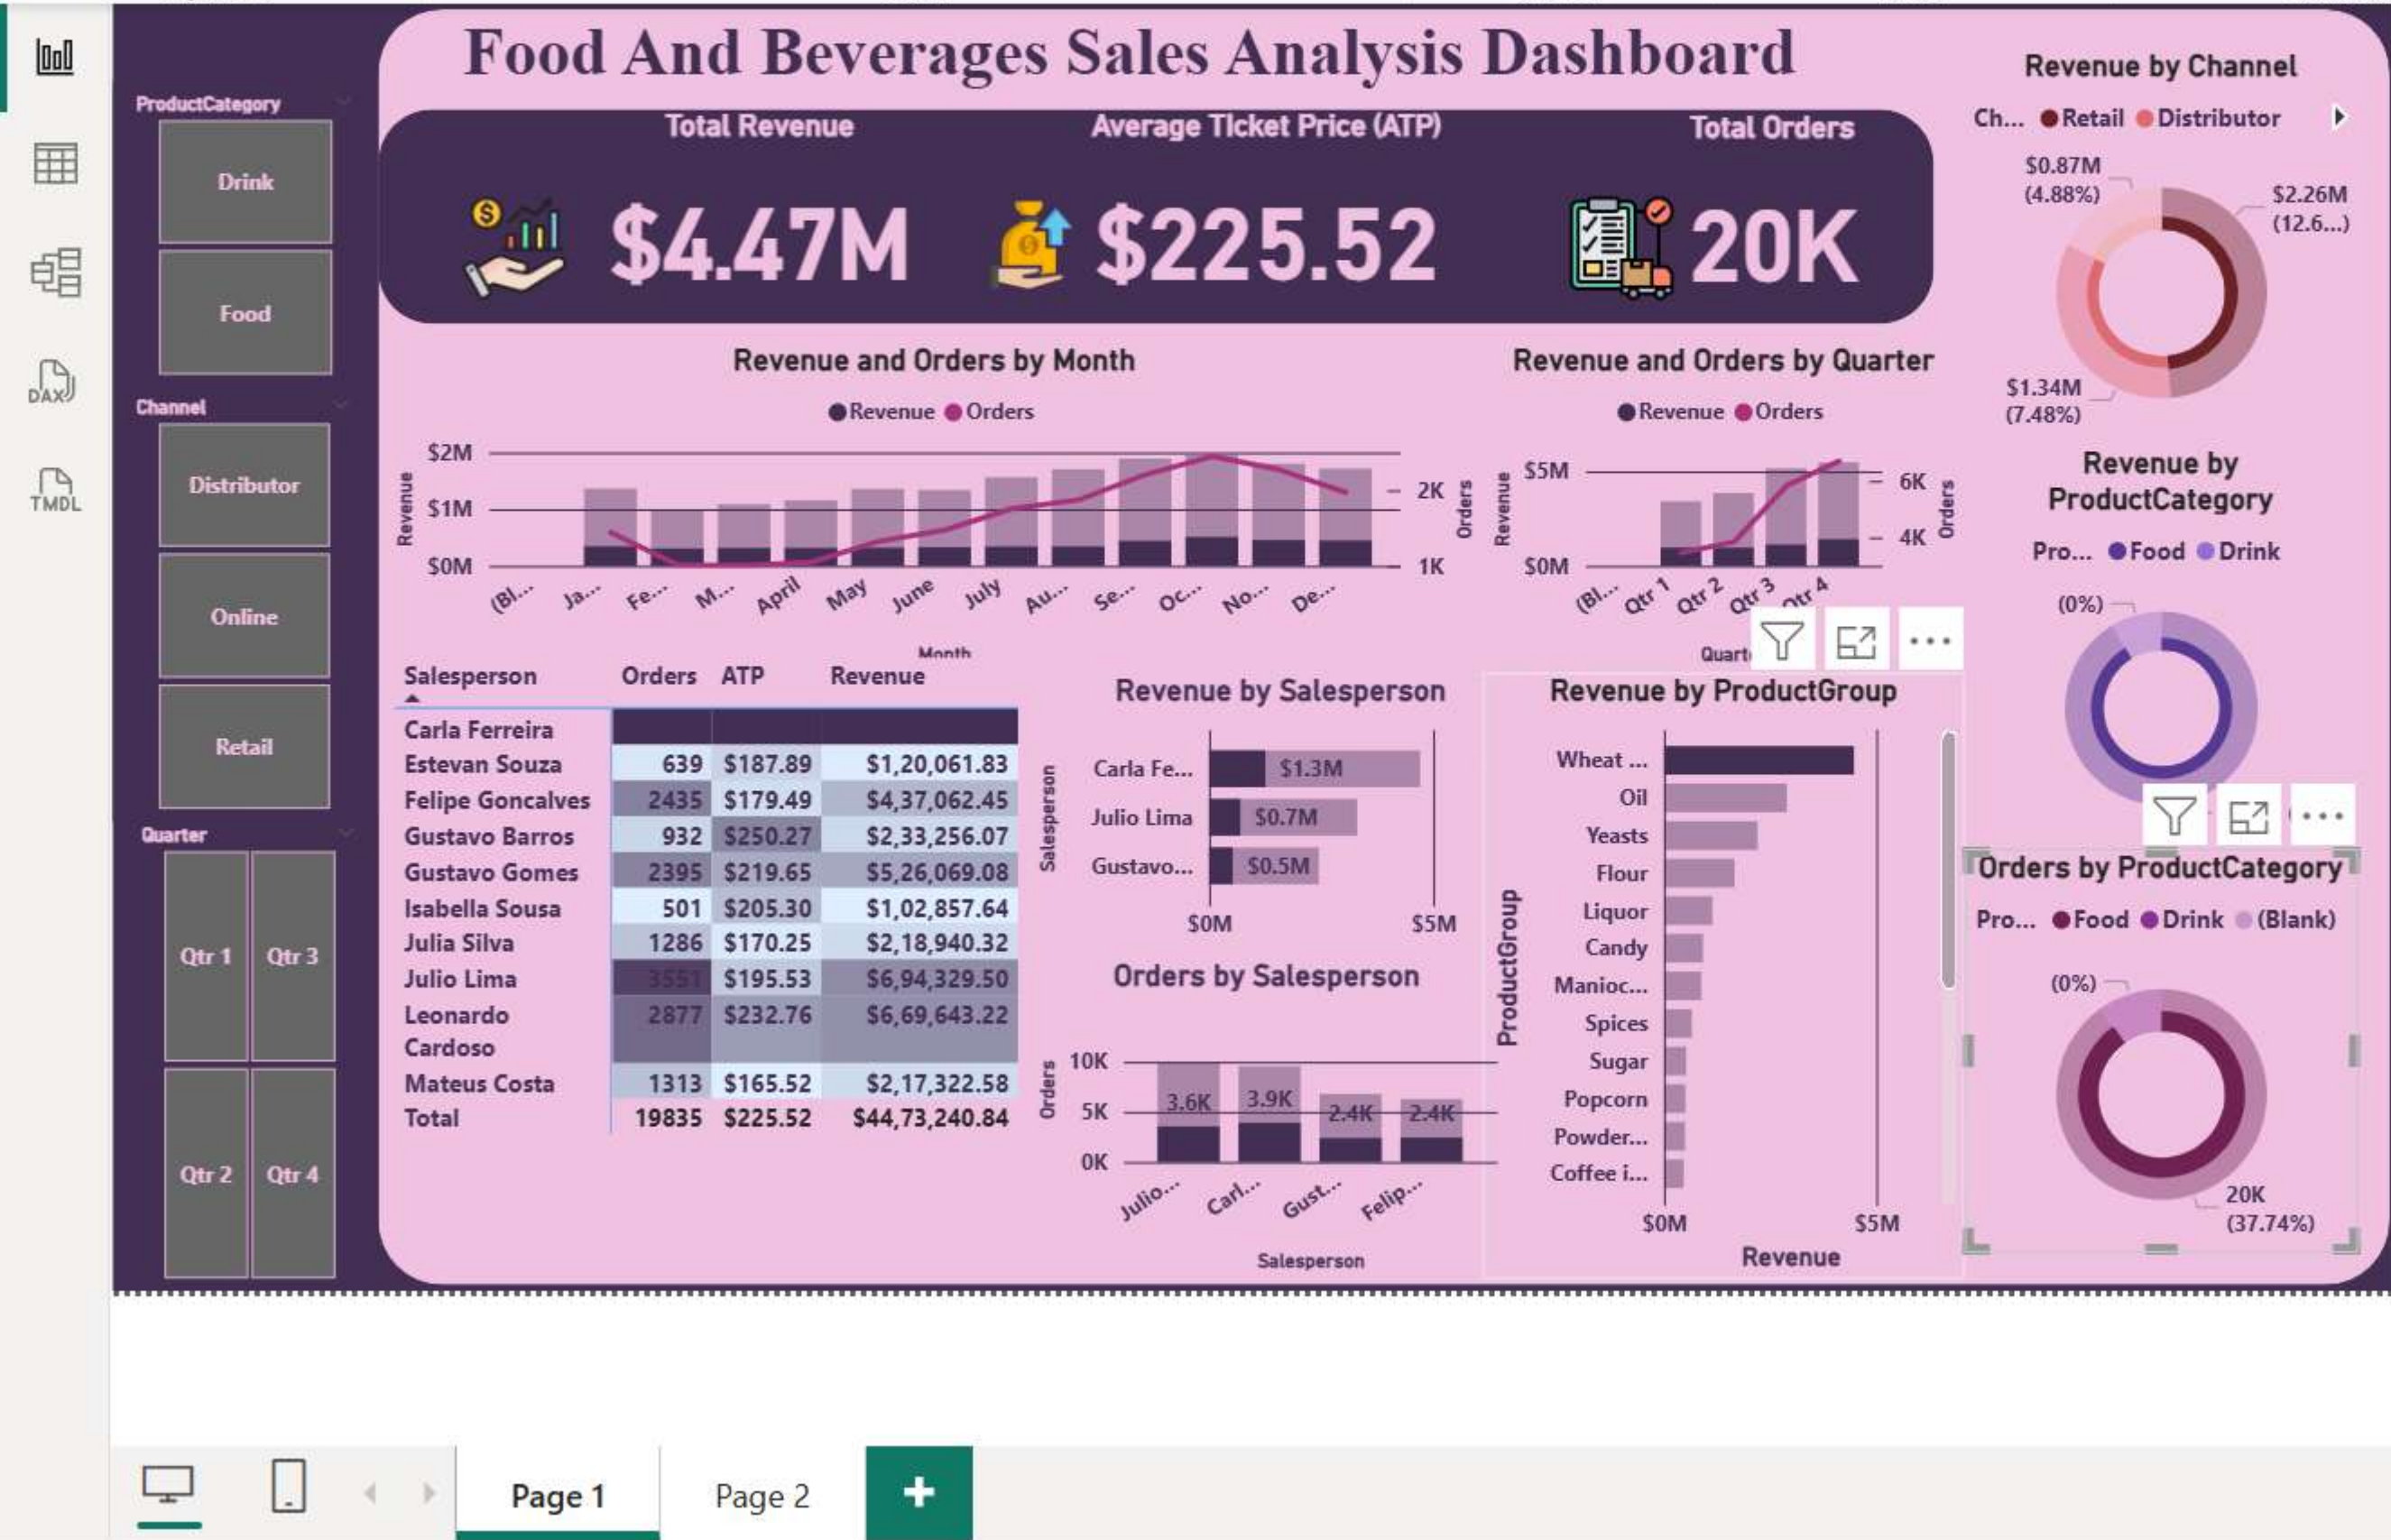 Food And Beverages Sales Analysis Dashboard
ProductCategory
Drink
Food
Channel
Distributor
Online
Retail
Quarter
Qtr 1
Qtr 3
Qtr 2
Qtr 4
DAX
TMDL
Total Revenue
$4.47M
Average TIcket Price (ATP)
$225.52
Total Orders
20K
Revenue by Channel
Ch... Retail Distributor
$0.87M
(4.88%)
$2.26M
(12.6...)
$1.34M
(7.48%)
Revenue and Orders by Month
Revenue Orders
Revenue
$2M
$1M
$0M
2K
1K
Orders
(Bl... Ja... Fe... M... April May June July Au... Se... Oc... No... De...
Month
Revenue and Orders by Quarter
Revenue Orders
Revenue
$5M
$0M
6K
4K
Orders
(Bl... Qtr 1 Qtr 2 Qtr 3 Qtr 4
Quart
Revenue by
ProductCategory
Pro... Food Drink
(0%)
Salesperson Orders ATP Revenue
Carla Ferreira
Estevan Souza 639 $187.89 $1,20,061.83
Felipe Goncalves 2435 $179.49 $4,37,062.45
Gustavo Barros 932 $250.27 $2,33,256.07
Gustavo Gomes 2395 $219.65 $5,26,069.08
Isabella Sousa 501 $205.30 $1,02,857.64
Julia Silva 1286 $170.25 $2,18,940.32
Julio Lima 3551 $195.53 $6,94,329.50
Leonardo 2877 $232.76 $6,69,643.22
Cardoso
Mateus Costa 1313 $165.52 $2,17,322.58
Total 19835 $225.52 $44,73,240.84
Revenue by Salesperson
Salesperson
Carla Fe... $1.3M
Julio Lima $0.7M
Gustavo... $0.5M
$0M $5M
Orders by Salesperson
Orders
10K
5K
0K
3.6K 3.9K 2.4K 2.4K
Julio... Carl... Gust... Felip...
Salesperson
Revenue by ProductGroup
ProductGroup
Wheat ...
Oil
Yeasts
Flour
Liquor
Candy
Manioc...
Spices
Sugar
Popcorn
Powder...
Coffee i...
$0M $5M
Revenue
Orders by ProductCategory
Pro... Food Drink (Blank)
(0%)
20K
(37.74%)
Page 1
Page 2